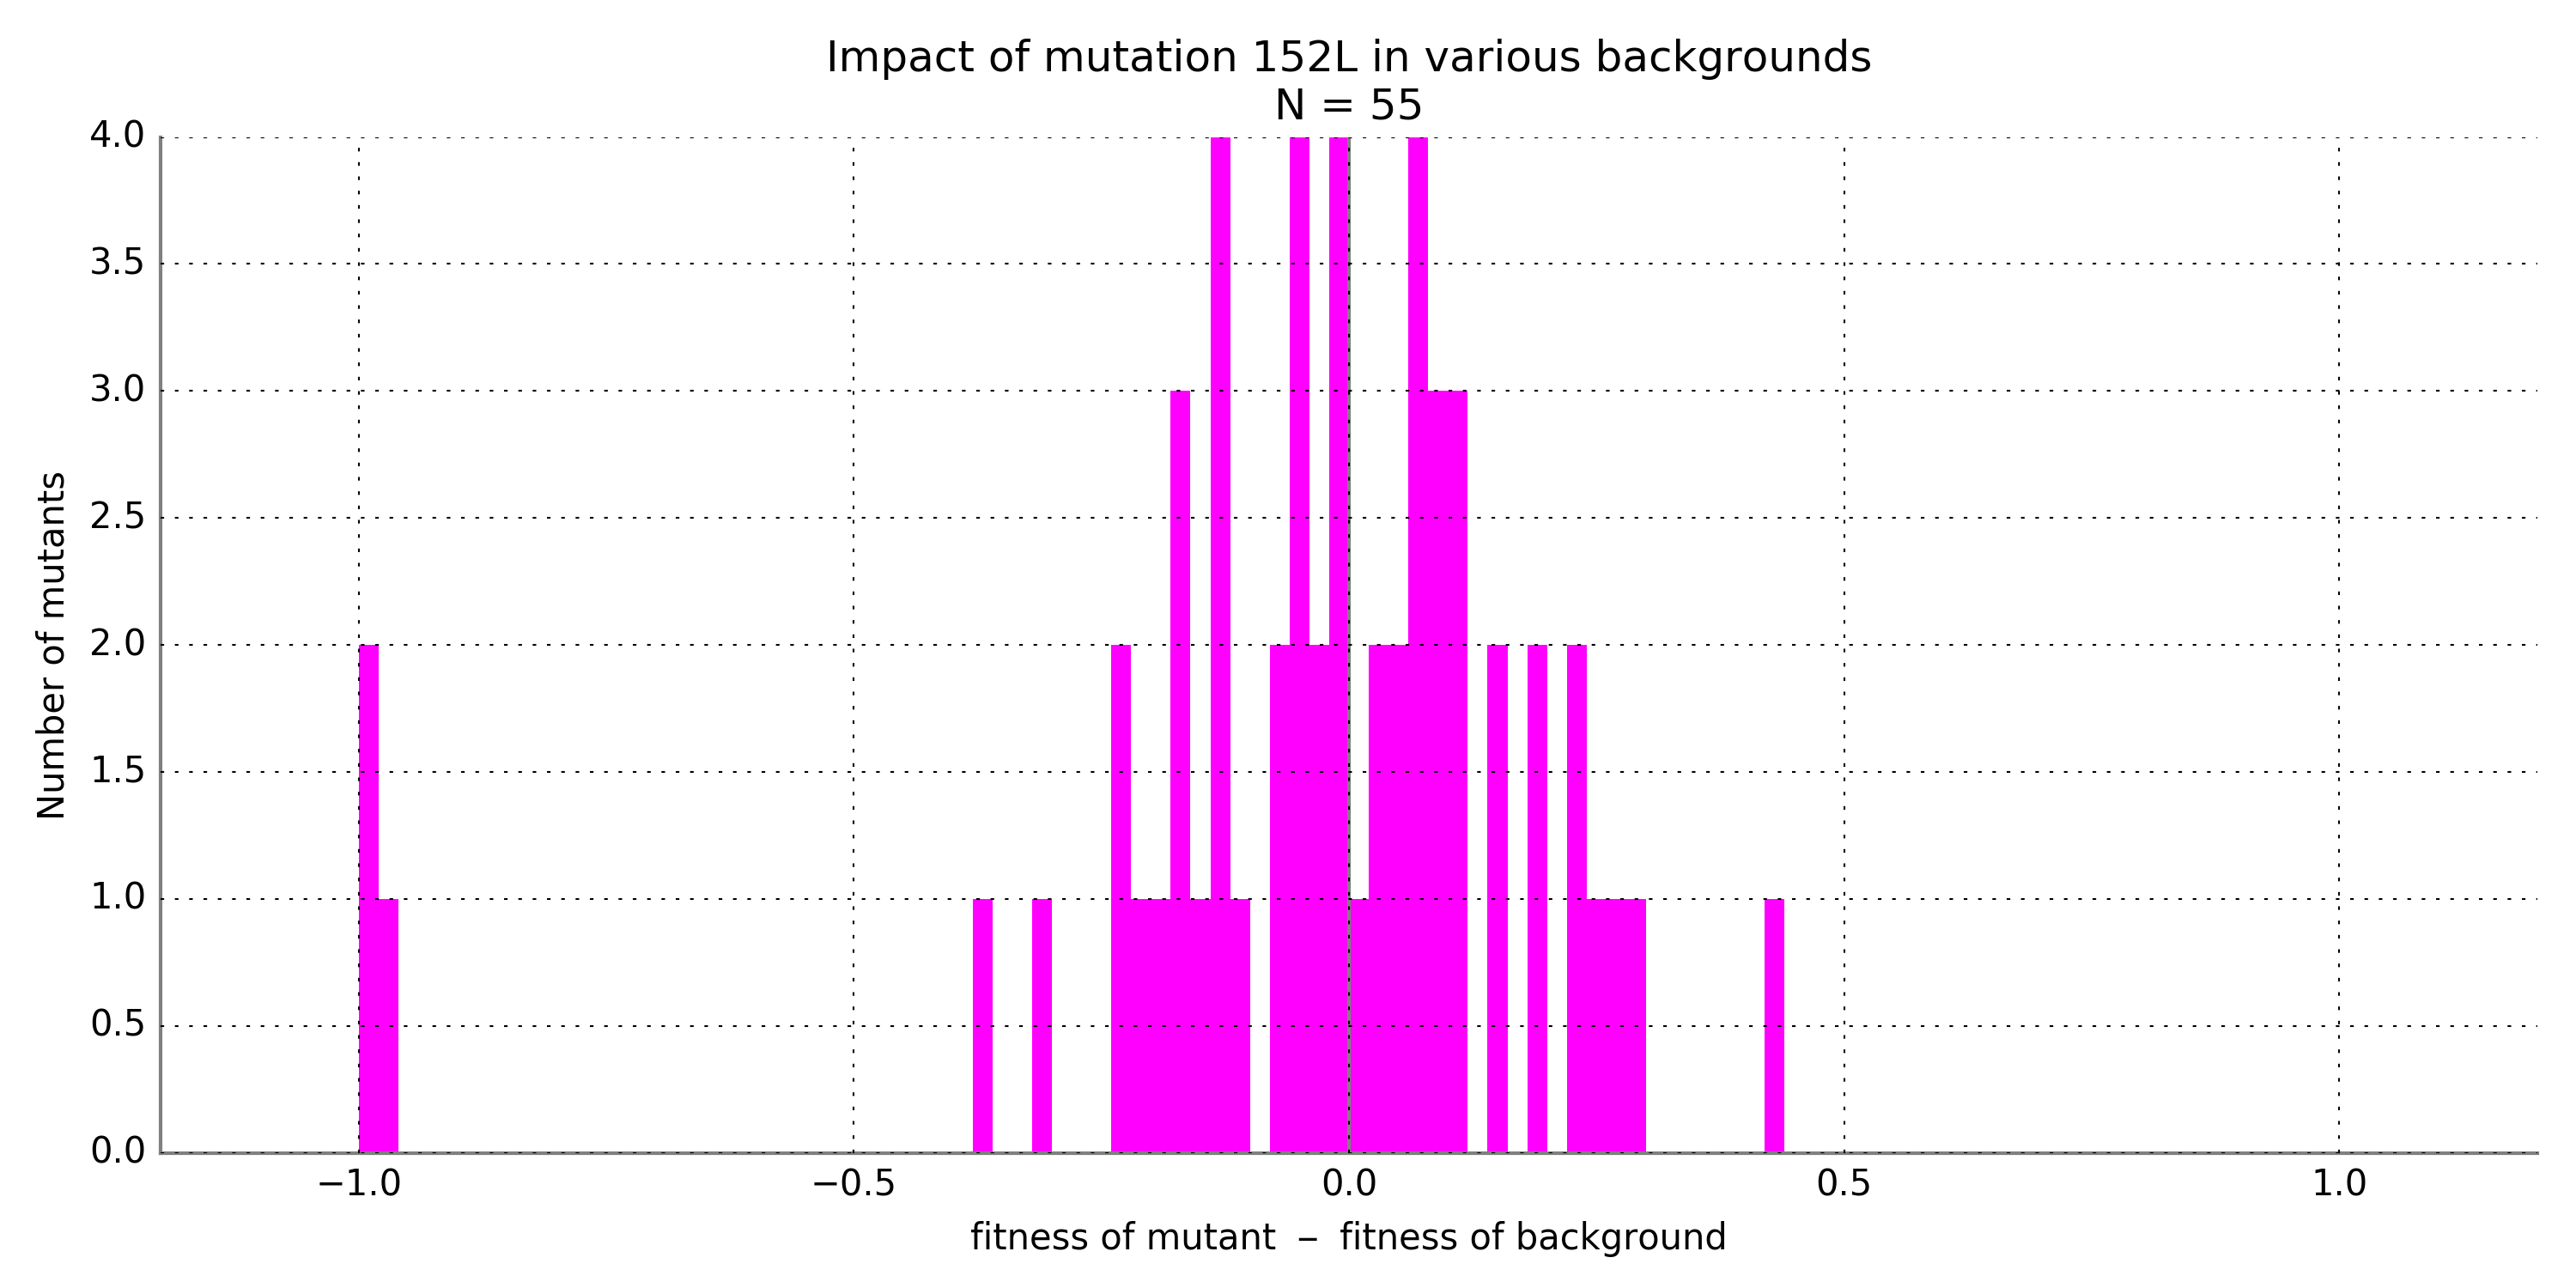 Impact of mutation 152L in various backgrounds
N = 55
4.0
3.5
3.0
2.5
2.0
1.5
1.0
0.5
0.0
Number of mutants
−1.0 −0.5 0.0 0.5 1.0
fitness of mutant – fitness of background